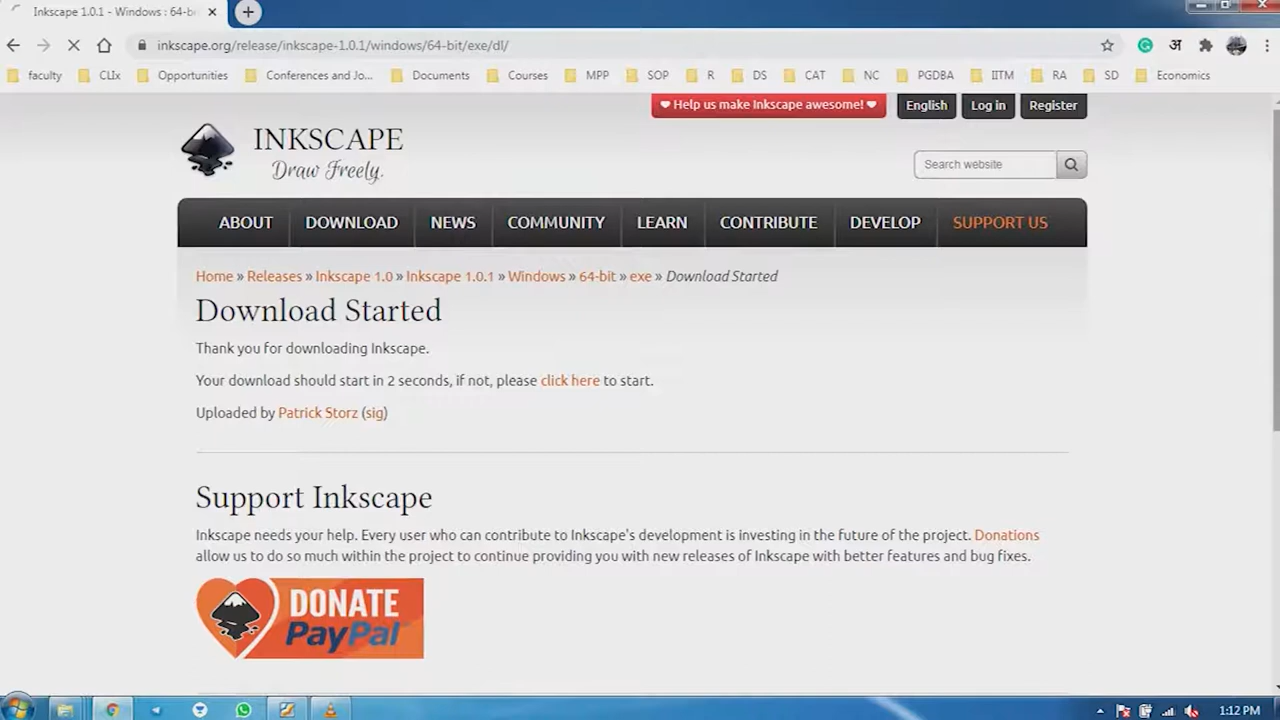 Inkscape 1.0.1 - Windows : 64-b
inkscape.org/release/inkscape-1.0.1/windows/64-bit/exe/dl/
अ
faculty CLIx Opportunities Conferences and Jo... Documents Courses MPP SOP R DS CAT NC PGDBA IITM RA SD Economics
❤ Help us make Inkscape awesome! ❤ English Log in Register
INKSCAPE
Draw Freely.
Search website
ABOUT DOWNLOAD NEWS COMMUNITY LEARN CONTRIBUTE DEVELOP SUPPORT US
Home » Releases » Inkscape 1.0 » Inkscape 1.0.1 » Windows » 64-bit » exe » Download Started
Download Started
Thank you for downloading Inkscape.
Your download should start in 2 seconds, if not, please click here to start.
Uploaded by Patrick Storz (sig)
Support Inkscape
Inkscape needs your help. Every user who can contribute to Inkscape's development is investing in the future of the project. Donations
allow us to do so much within the project to continue providing you with new releases of Inkscape with better features and bug fixes.
DONATE
PayPal
1:12 PM